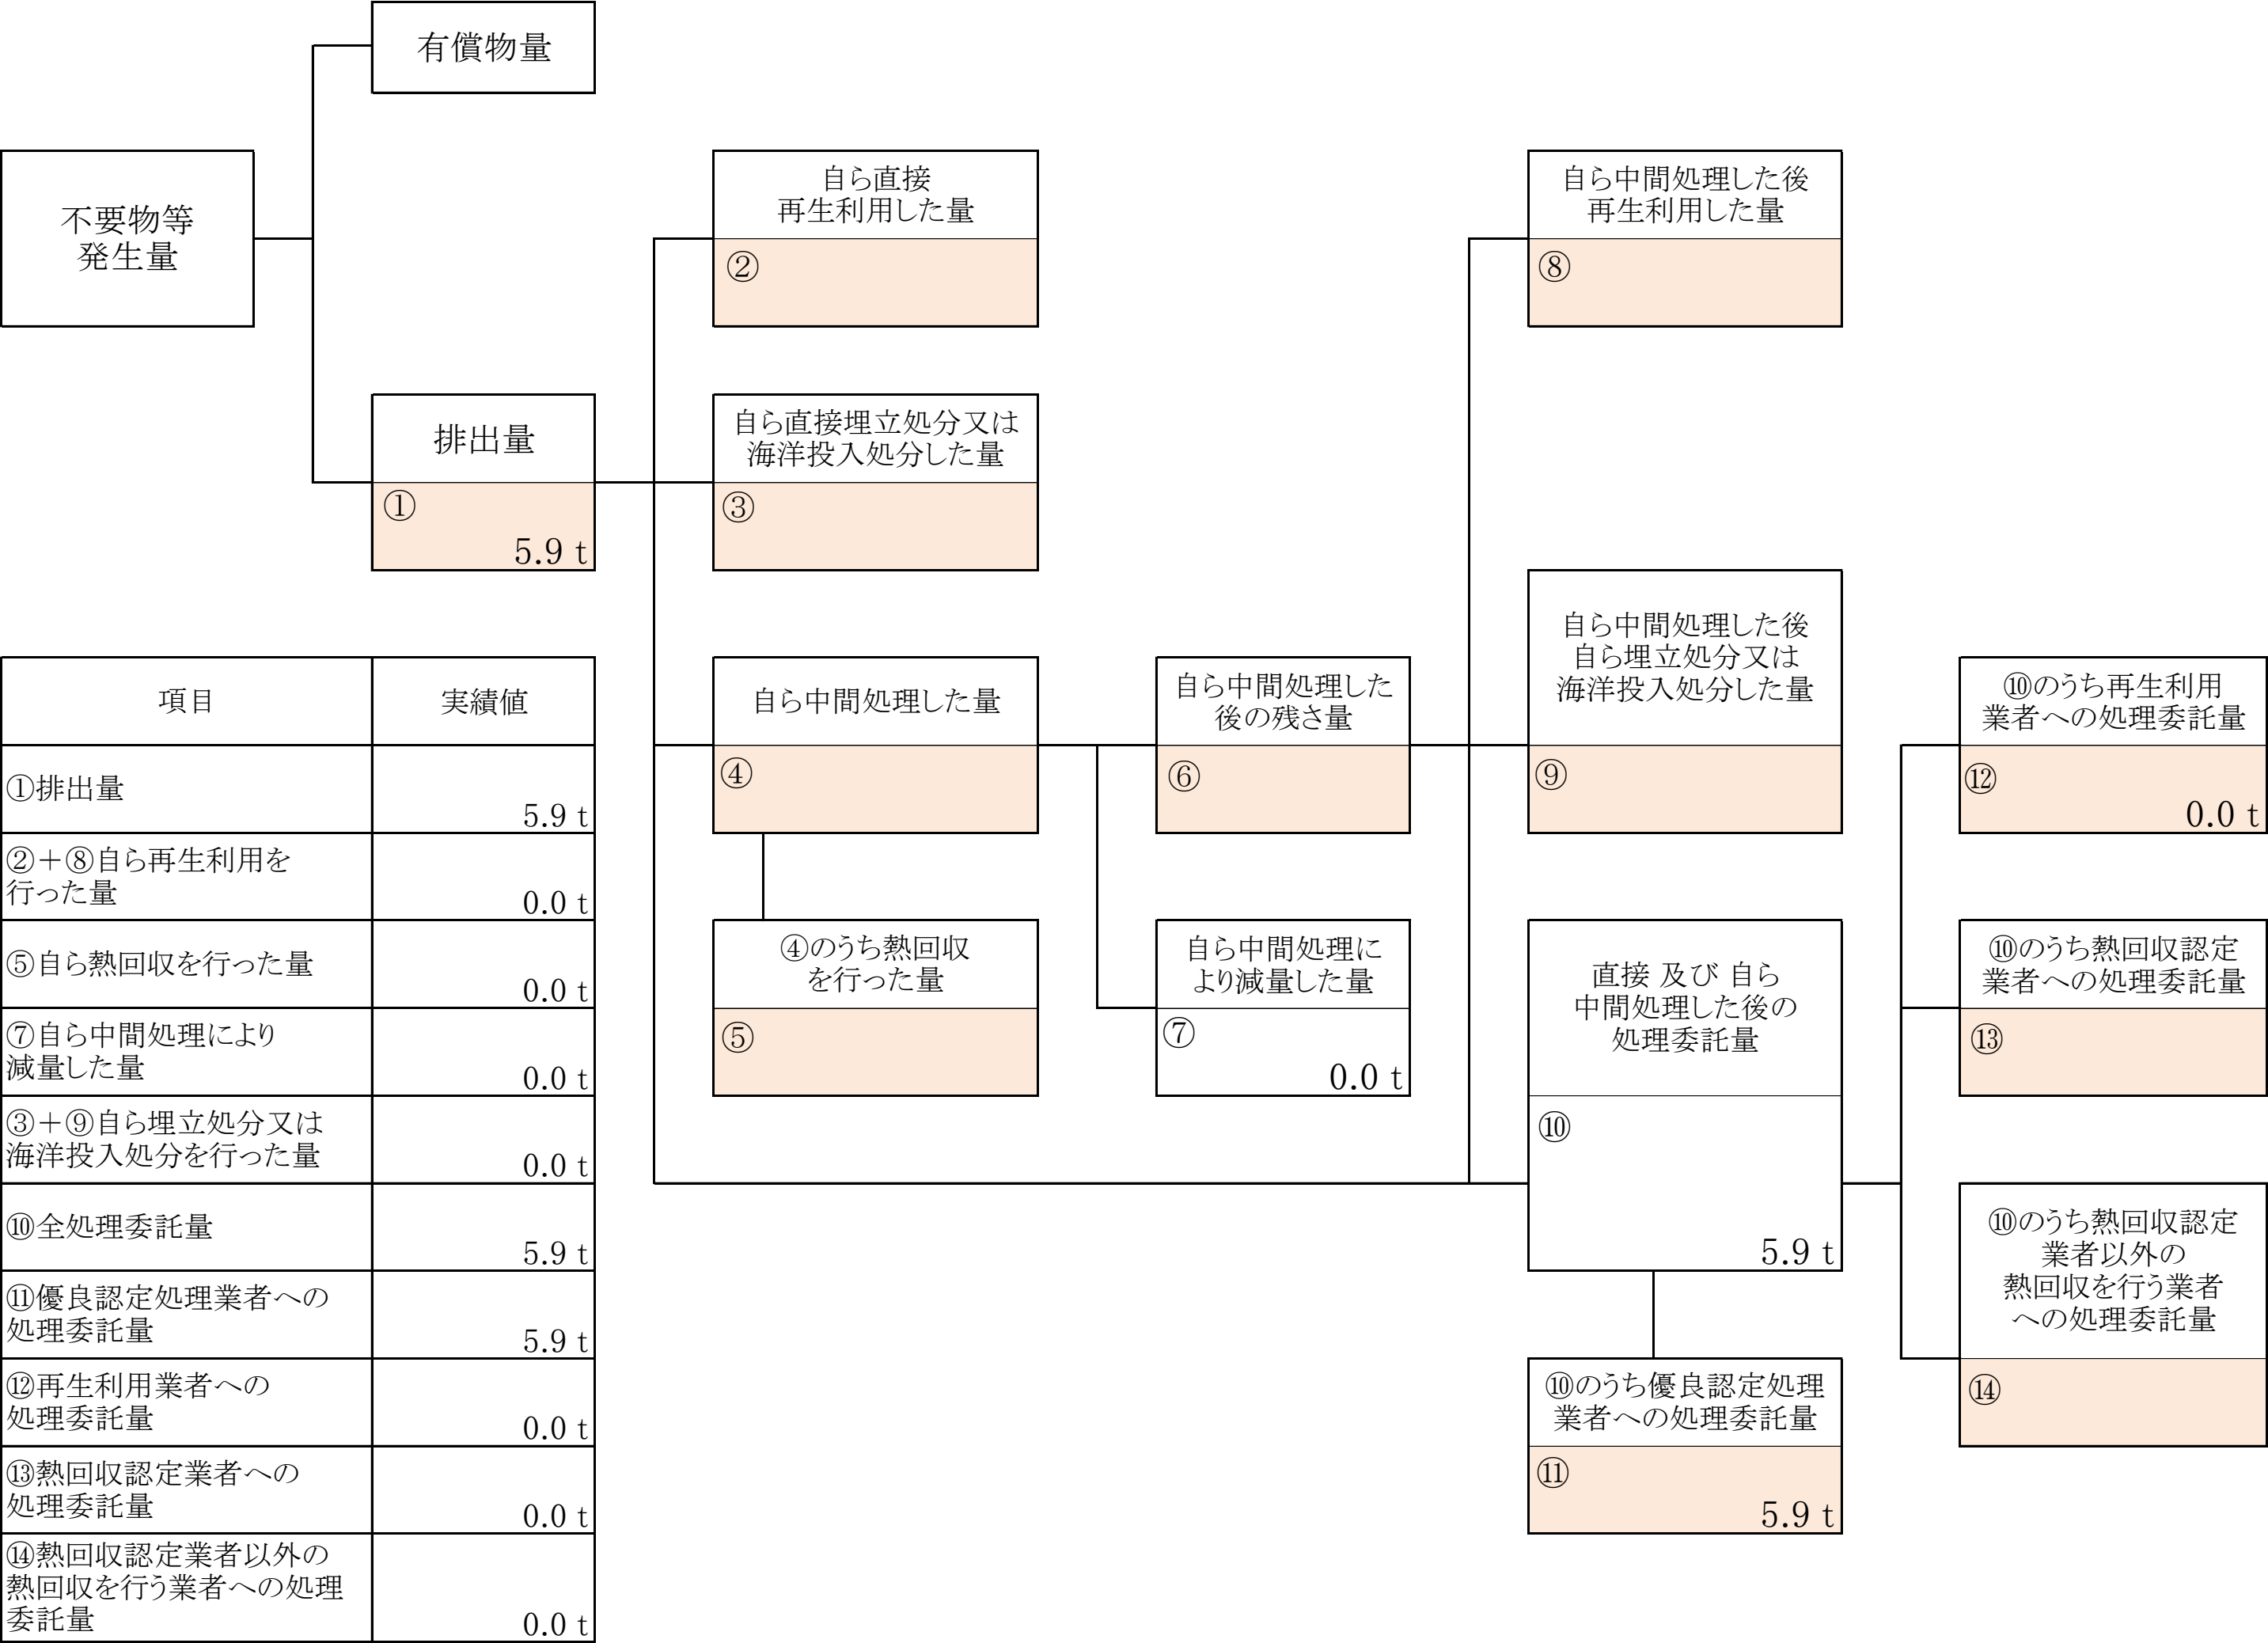 有償物量
不要物等
発生量
自ら直接
再生利用した量
②
自ら中間処理した後
再生利用した量
⑧
排出量
①
5.9 t
自ら直接埋立処分又は
海洋投入処分した量
③
自ら中間処理した量
④
自ら中間処理した
後の残さ量
⑥
自ら中間処理した後
自ら埋立処分又は
海洋投入処分した量
⑨
⑩のうち再生利用
業者への処理委託量
⑫
0.0 t
④のうち熱回収
を行った量
⑤
自ら中間処理に
より減量した量
⑦
0.0 t
直接 及び 自ら
中間処理した後の
処理委託量
⑩
5.9 t
⑩のうち熱回収認定
業者への処理委託量
⑬
⑩のうち熱回収認定
業者以外の
熱回収を行う業者
への処理委託量
⑭
⑩のうち優良認定処理
業者への処理委託量
⑪
5.9 t
項目 実績値
①排出量
5.9 t
②＋⑧自ら再生利用を
行った量
0.0 t
⑤自ら熱回収を行った量
0.0 t
⑦自ら中間処理により
減量した量
0.0 t
③＋⑨自ら埋立処分又は
海洋投入処分を行った量
0.0 t
⑩全処理委託量
5.9 t
⑪優良認定処理業者への
処理委託量
5.9 t
⑫再生利用業者への
処理委託量
0.0 t
⑬熱回収認定業者への
処理委託量
0.0 t
⑭熱回収認定業者以外の
熱回収を行う業者への処理
委託量
0.0 t